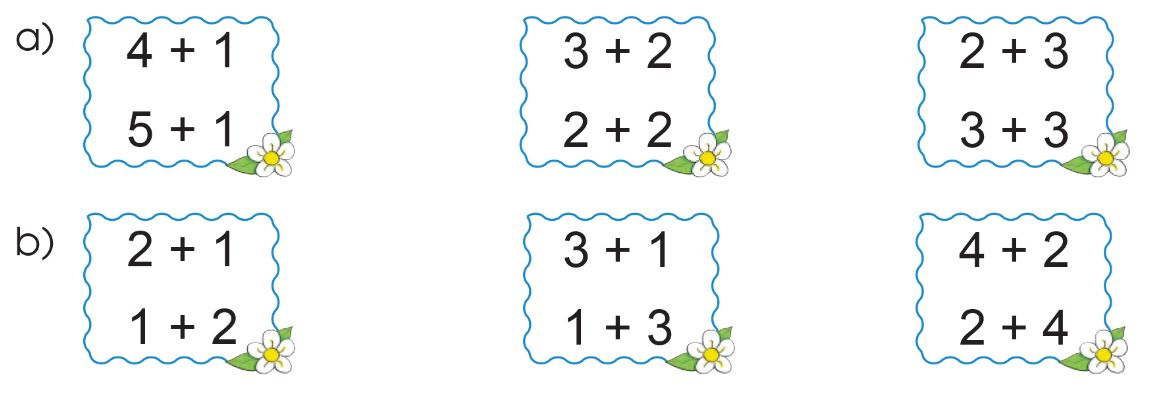 a) 4 + 1 3 + 2 2 + 3
5 + 1 2 + 2 3 + 3
b) 2 + 1 3 + 1 4 + 2
1 + 2 1 + 3 2 + 4